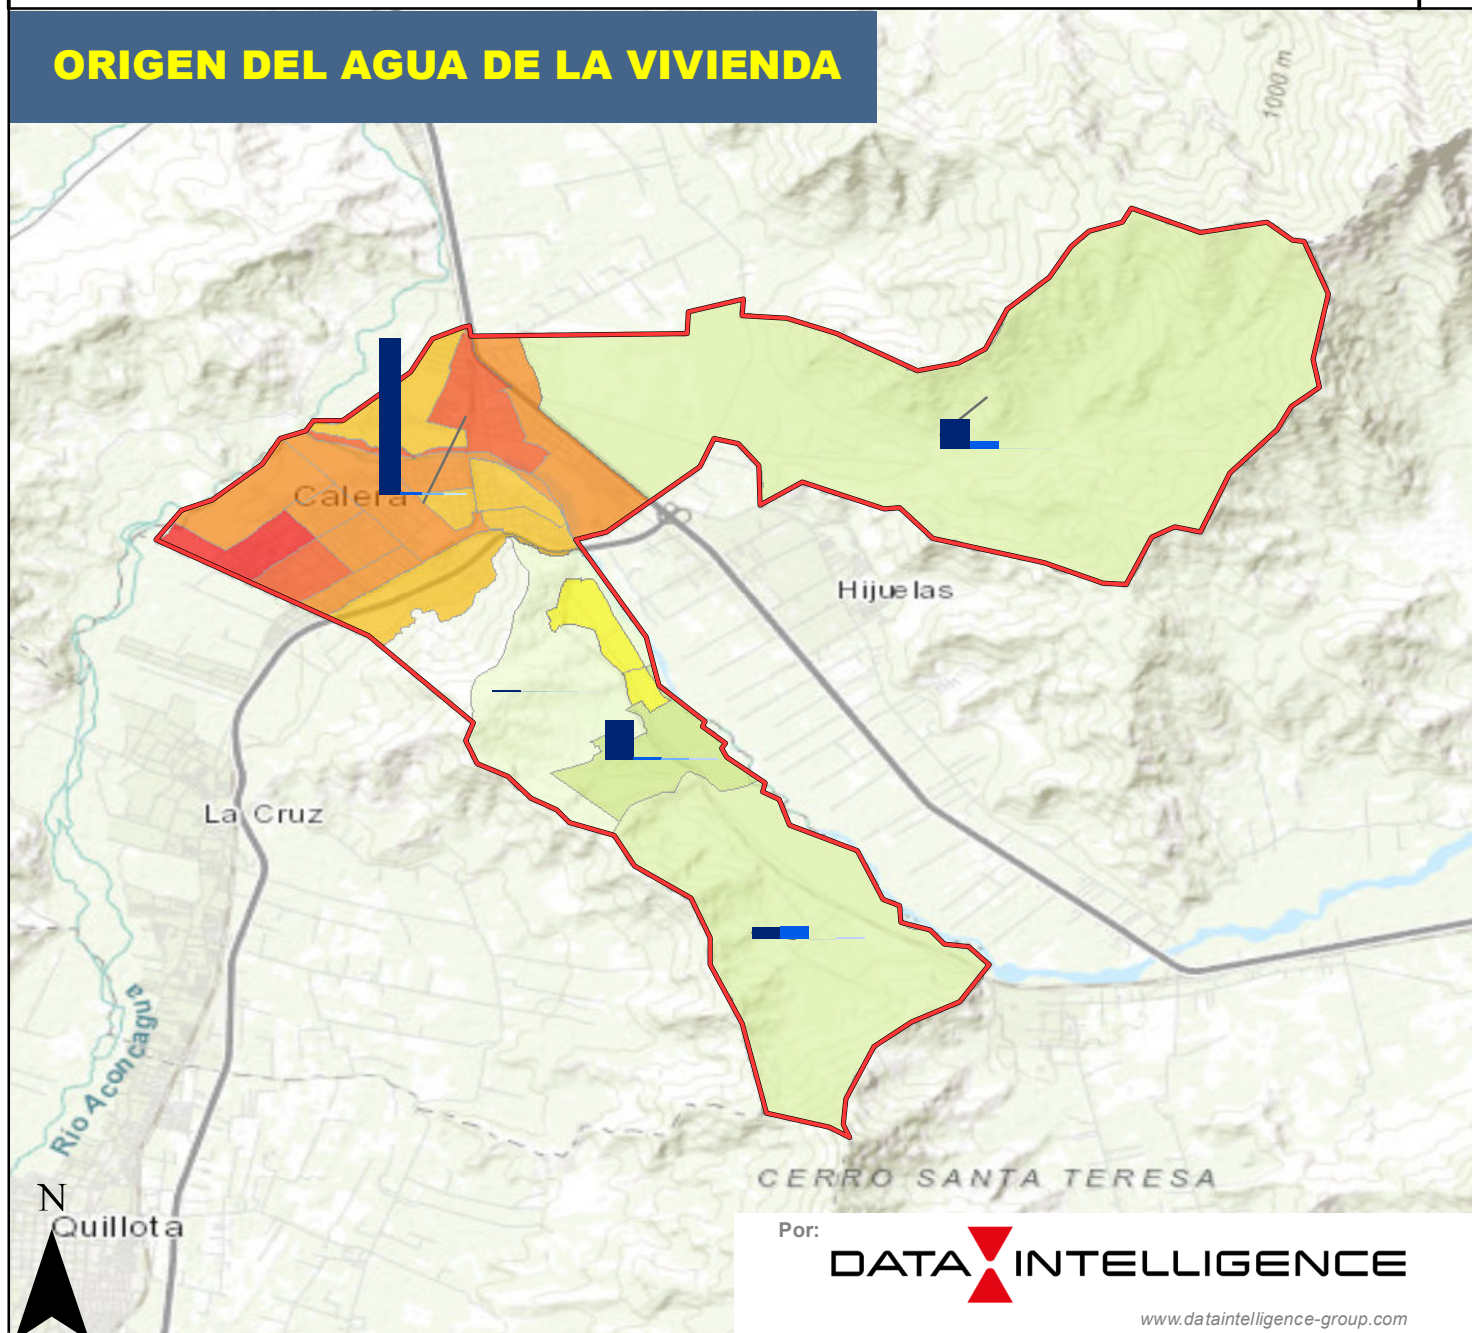 ORIGEN DEL AGUA DE LA VIVIENDA
1000 m
Calera
Hijuelas
La Cruz
Río Aconcagua
CERRO SANTA TERESA
N
Quillota
Por:
DATA INTELLIGENCE
www.dataintelligence-group.com